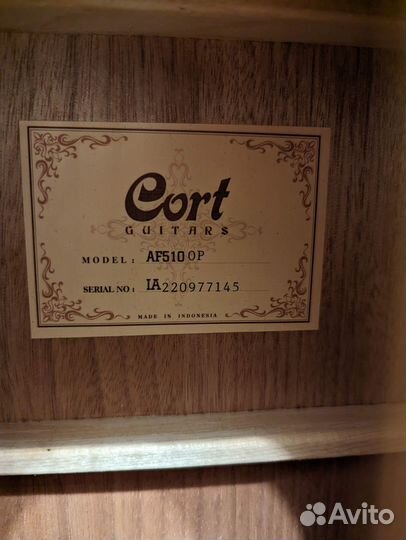 Cort
GUITARS
MODEL : AF510 OP
SERIAL NO : IA220977145
MADE IN INDONESIA
Avito